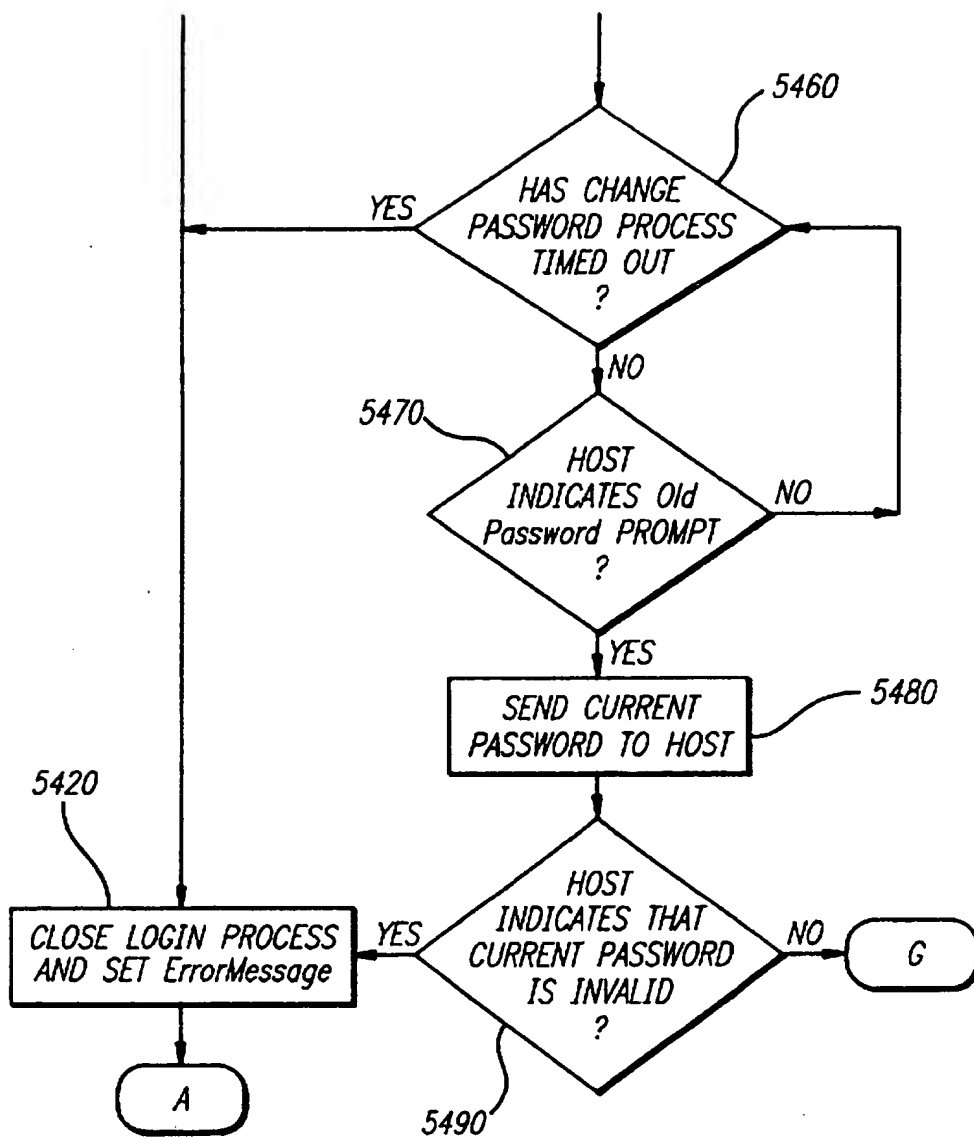 5460
HAS CHANGE
PASSWORD PROCESS
TIMED OUT
?
YES
NO
5470
HOST
INDICATES Old
Password PROMPT
?
NO
YES
SEND CURRENT
PASSWORD TO HOST
5480
5420
CLOSE LOGIN PROCESS
AND SET ErrorMessage
YES
HOST
INDICATES THAT
CURRENT PASSWORD
IS INVALID
?
NO
G
A
5490